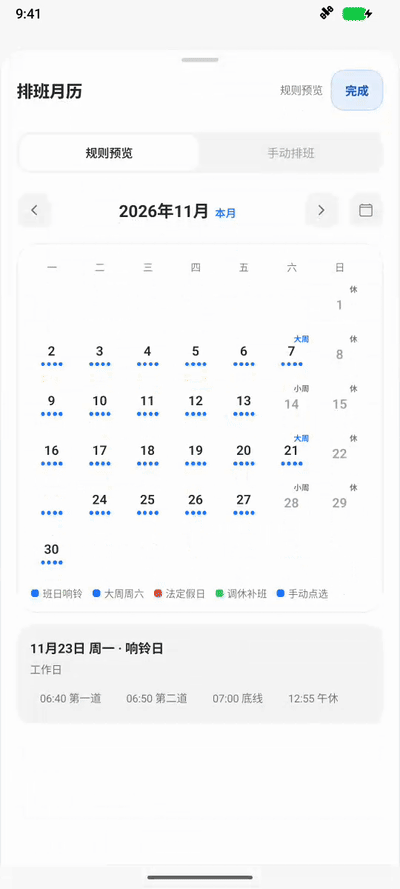 9:41
排班月历 规则预览 完成
规则预览 手动排班
2026年11月 本月
一 二 三 四 五 六 日
休
1
大周 休
2 3 4 5 6 7 8
小周 休
9 10 11 12 13 14 15
大周 休
16 17 18 19 20 21 22
小周 休
24 25 26 27 28 29
30
班日响铃 大周周六 法定假日 调休补班 手动点选
11月23日 周一 · 响铃日
工作日
06:40 第一道 06:50 第二道 07:00 底线 12:55 午休